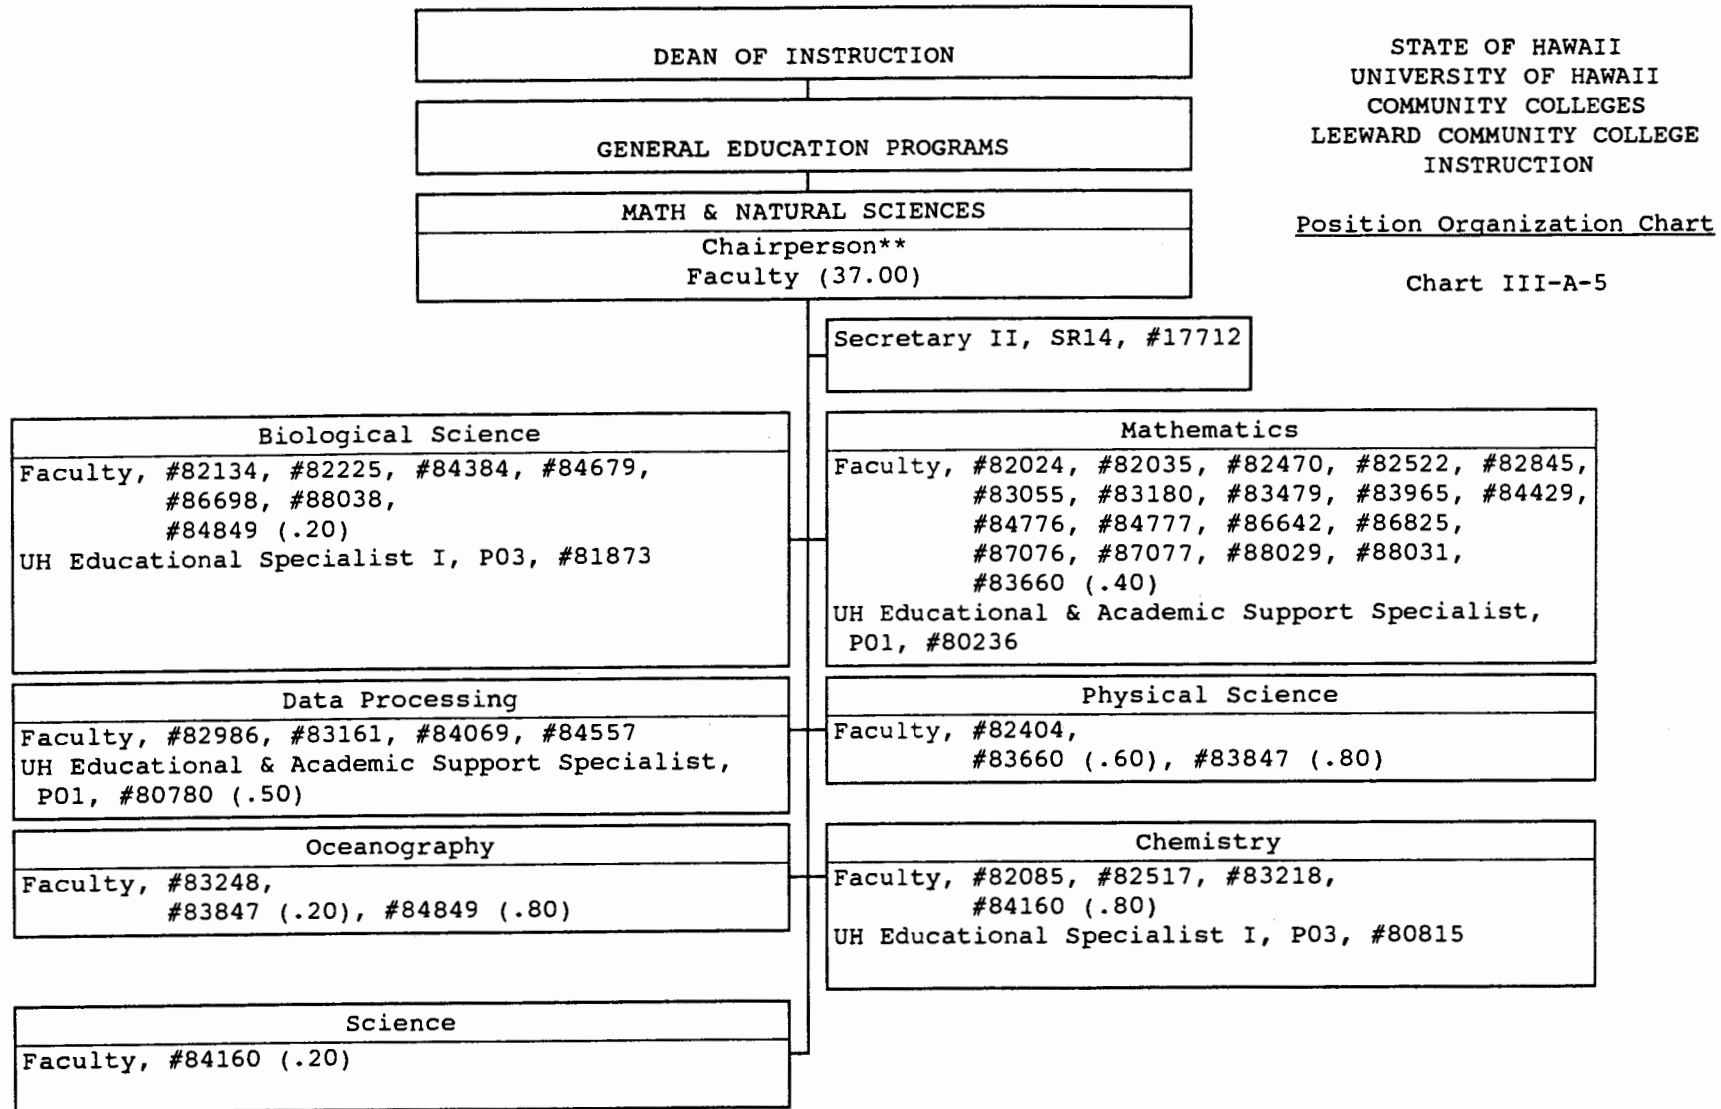 DEAN OF INSTRUCTION
GENERAL EDUCATION PROGRAMS
MATH & NATURAL SCIENCES
Chairperson**
Faculty (37.00)
STATE OF HAWAII
UNIVERSITY OF HAWAII
COMMUNITY COLLEGES
LEEWARD COMMUNITY COLLEGE
INSTRUCTION
Position Organization Chart
Chart III-A-5
Secretary II, SR14, #17712
Biological Science
Faculty, #82134, #82225, #84384, #84679,
#86698, #88038,
#84849 (.20)
UH Educational Specialist I, P03, #81873
Mathematics
Faculty, #82024, #82035, #82470, #82522, #82845,
#83055, #83180, #83479, #83965, #84429,
#84776, #84777, #86642, #86825,
#87076, #87077, #88029, #88031,
#83660 (.40)
UH Educational & Academic Support Specialist,
P01, #80236
Data Processing
Faculty, #82986, #83161, #84069, #84557
UH Educational & Academic Support Specialist,
P01, #80780 (.50)
Physical Science
Faculty, #82404,
#83660 (.60), #83847 (.80)
Oceanography
Faculty, #83248,
#83847 (.20), #84849 (.80)
Chemistry
Faculty, #82085, #82517, #83218,
#84160 (.80)
UH Educational Specialist I, P03, #80815
Science
Faculty, #84160 (.20)